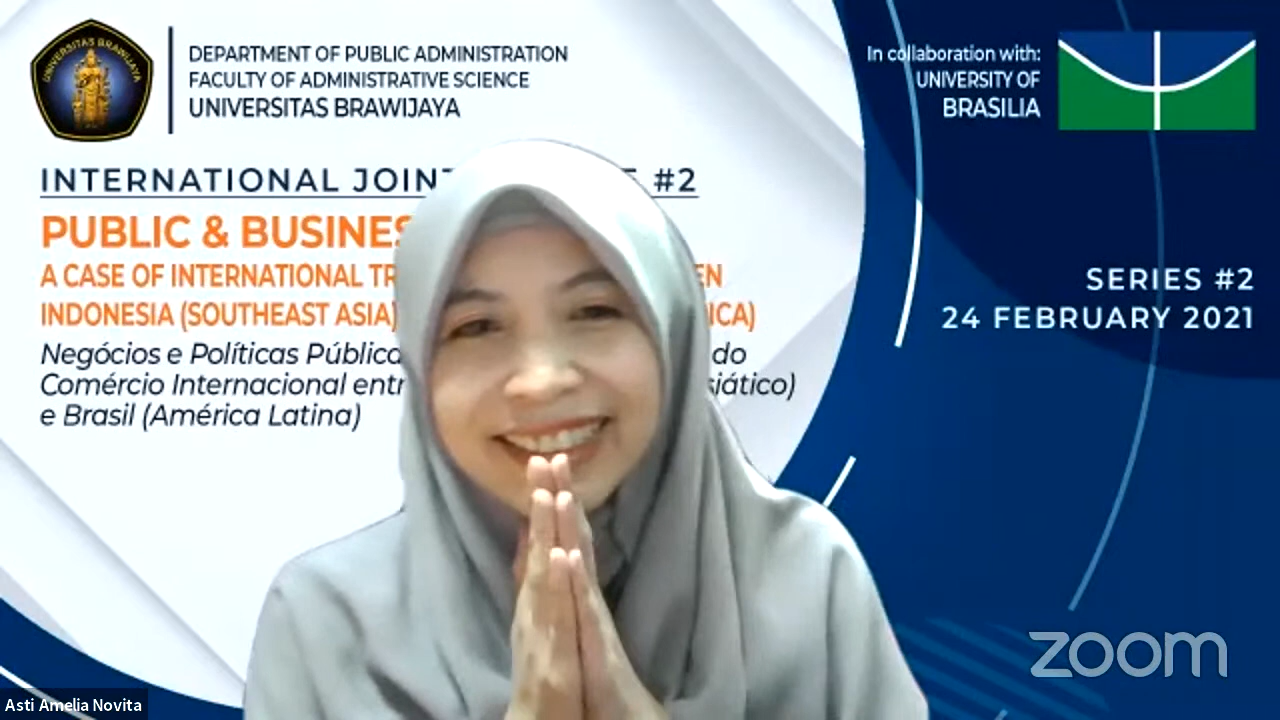 UNIVERSITAS BRAWIJAYA
DEPARTMENT OF PUBLIC ADMINISTRATION
FACULTY OF ADMINISTRATIVE SCIENCE
UNIVERSITAS BRAWIJAYA
In collaboration with:
UNIVERSITY OF
BRASILIA
INTERNATIONAL JOINT #2
PUBLIC & BUSINES
A CASE OF INTERNATIONAL TR EN
INDONESIA (SOUTHEAST ASIA) ICA)
Negócios e Políticas Pública do
Comércio Internacional entr siático)
e Brasil (América Latina)
SERIES #2
24 FEBRUARY 2021
zoom
Asti Amelia Novita